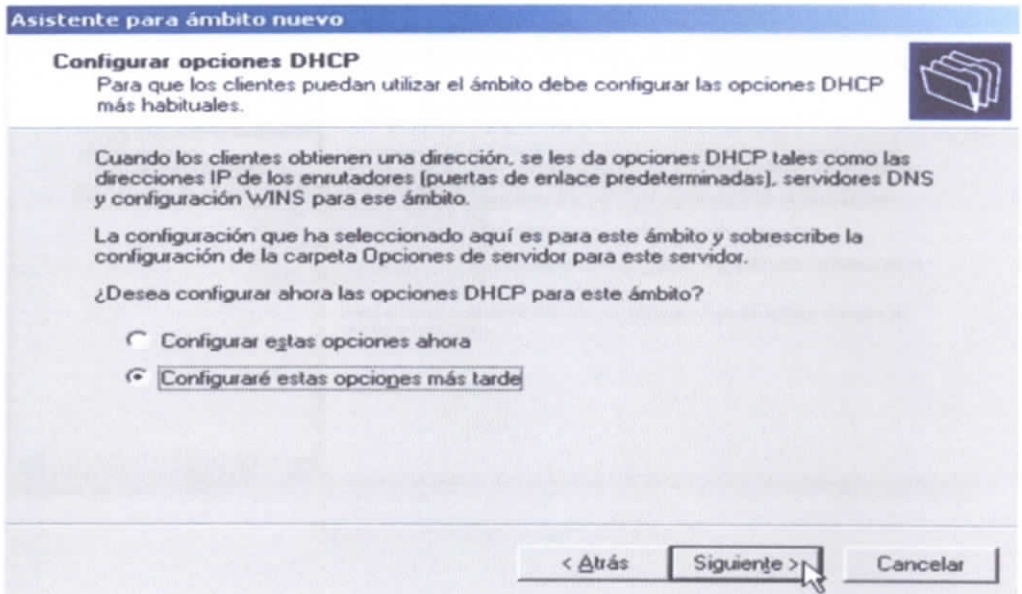 Asistente para ámbito nuevo
Configurar opciones DHCP
Para que los clientes puedan utilizar el ámbito debe configurar las opciones DHCP
más habituales.
Cuando los clientes obtienen una dirección, se les da opciones DHCP tales como las
direcciones IP de los enrutadores (puertas de enlace predeterminadas), servidores DNS
y configuración WINS para ese ámbito.
La configuración que ha seleccionado aquí es para este ámbito y sobrescribe la
configuración de la carpeta Opciones de servidor para este servidor.
¿Desea configurar ahora las opciones DHCP para este ámbito?
Configurar estas opciones ahora
Configuraré estas opciones más tarde
< Atrás Siguiente > Cancelar